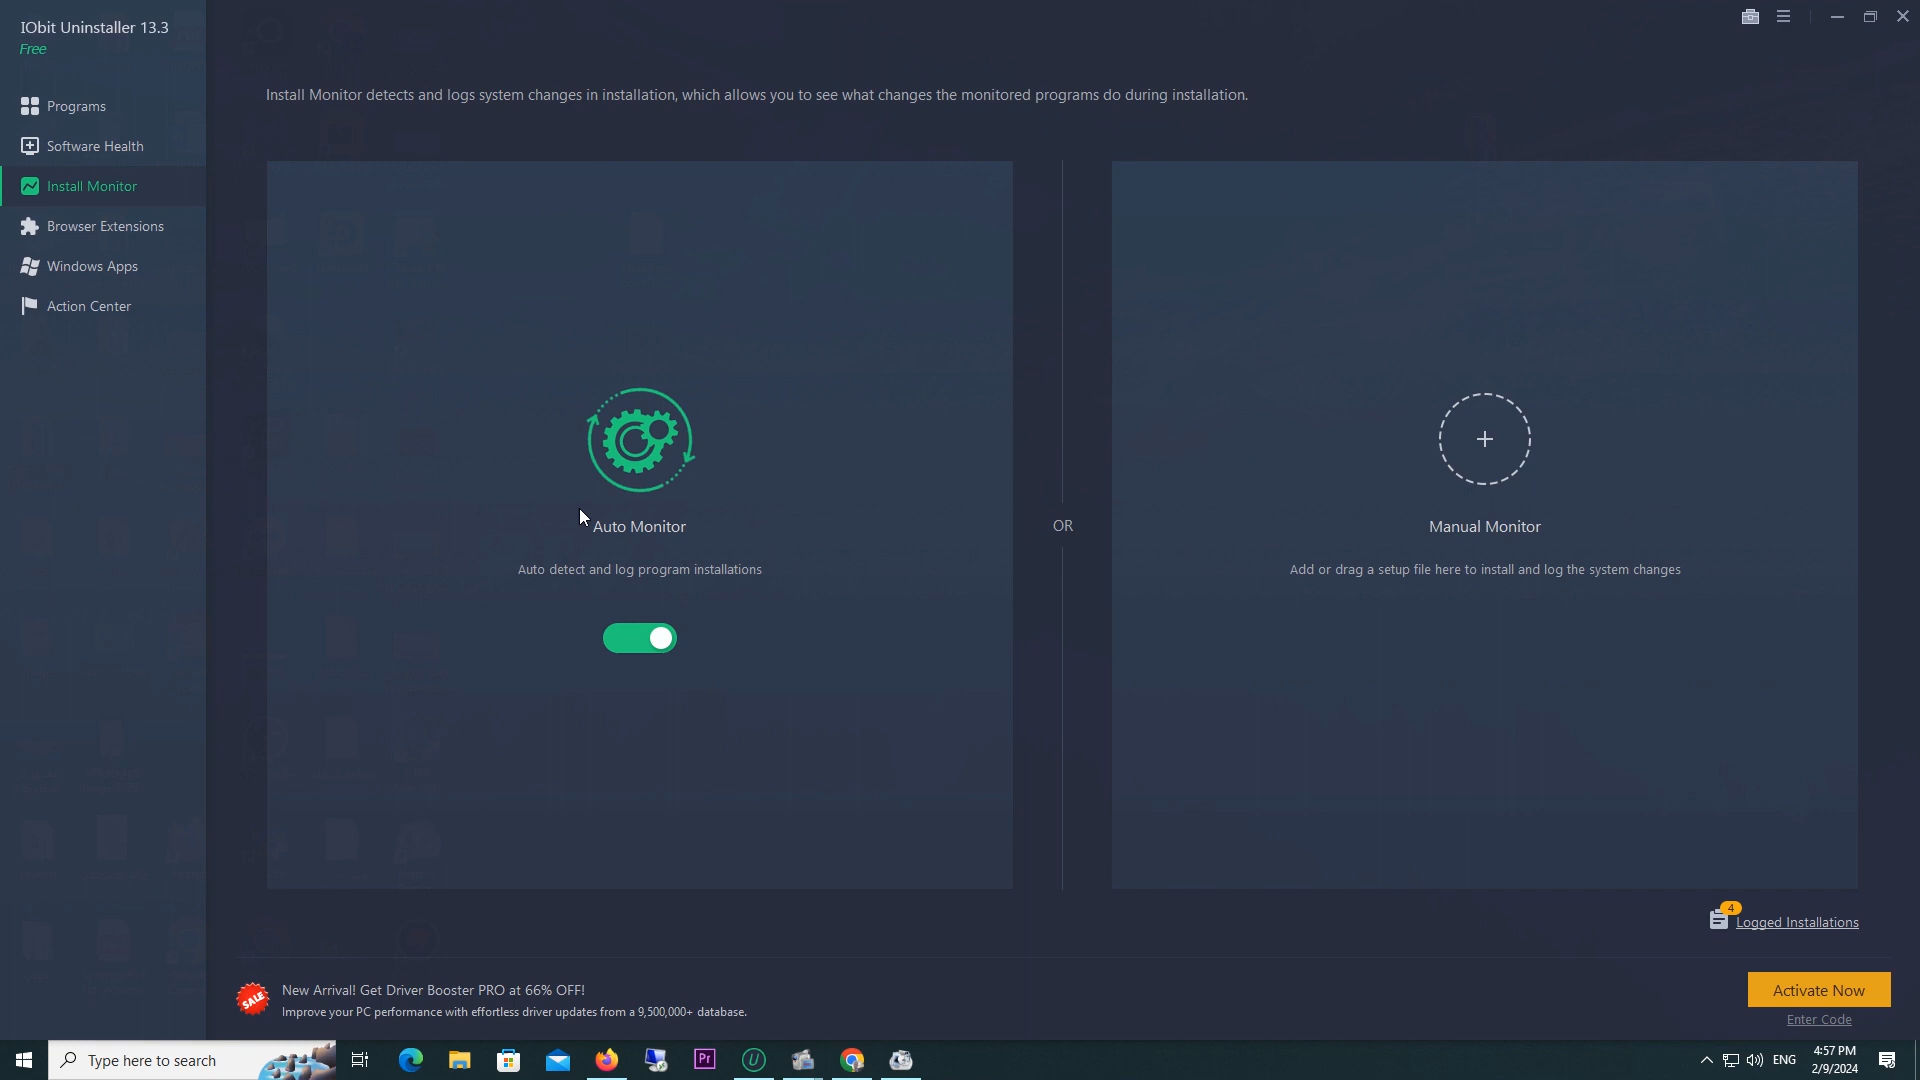 IObit Uninstaller 13.3
Free
Programs
Software Health
Install Monitor
Browser Extensions
Windows Apps
Action Center
Install Monitor detects and logs system changes in installation, which allows you to see what changes the monitored programs do during installation.
Auto Monitor
Auto detect and log program installations
OR
+
Manual Monitor
Add or drag a setup file here to install and log the system changes
4
Logged Installations
SALE
New Arrival! Get Driver Booster PRO at 66% OFF!
Improve your PC performance with effortless driver updates from a 9,500,000+ database.
Activate Now
Enter Code
Type here to search
Pr
U
ENG
4:57 PM
2/9/2024